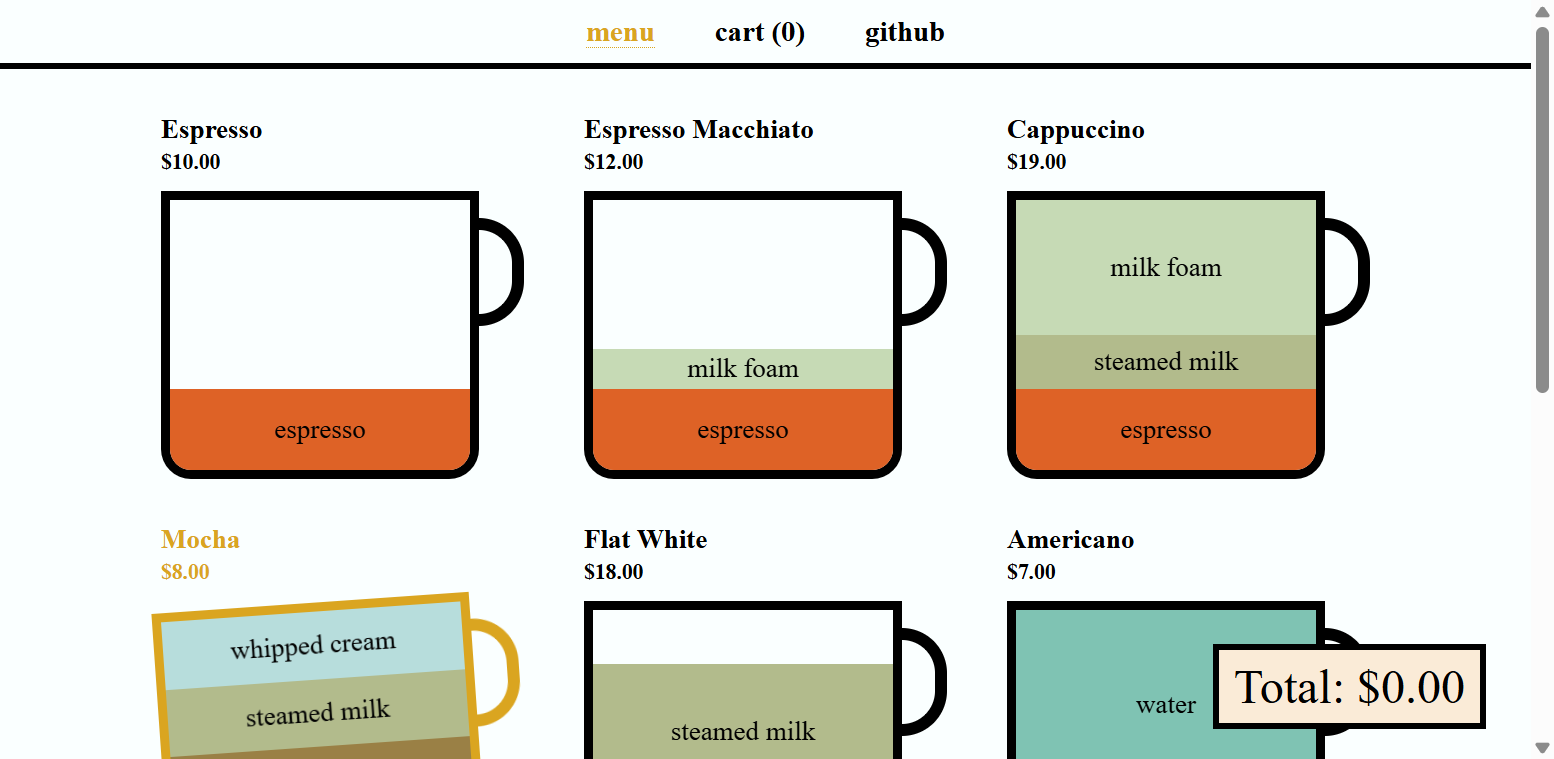 menu cart (0) github
Espresso
$10.00
espresso
Espresso Macchiato
$12.00
milk foam
espresso
Cappuccino
$19.00
milk foam
steamed milk
espresso
Mocha
$8.00
whipped cream
steamed milk
Flat White
$18.00
steamed milk
Americano
$7.00
water
Total: $0.00